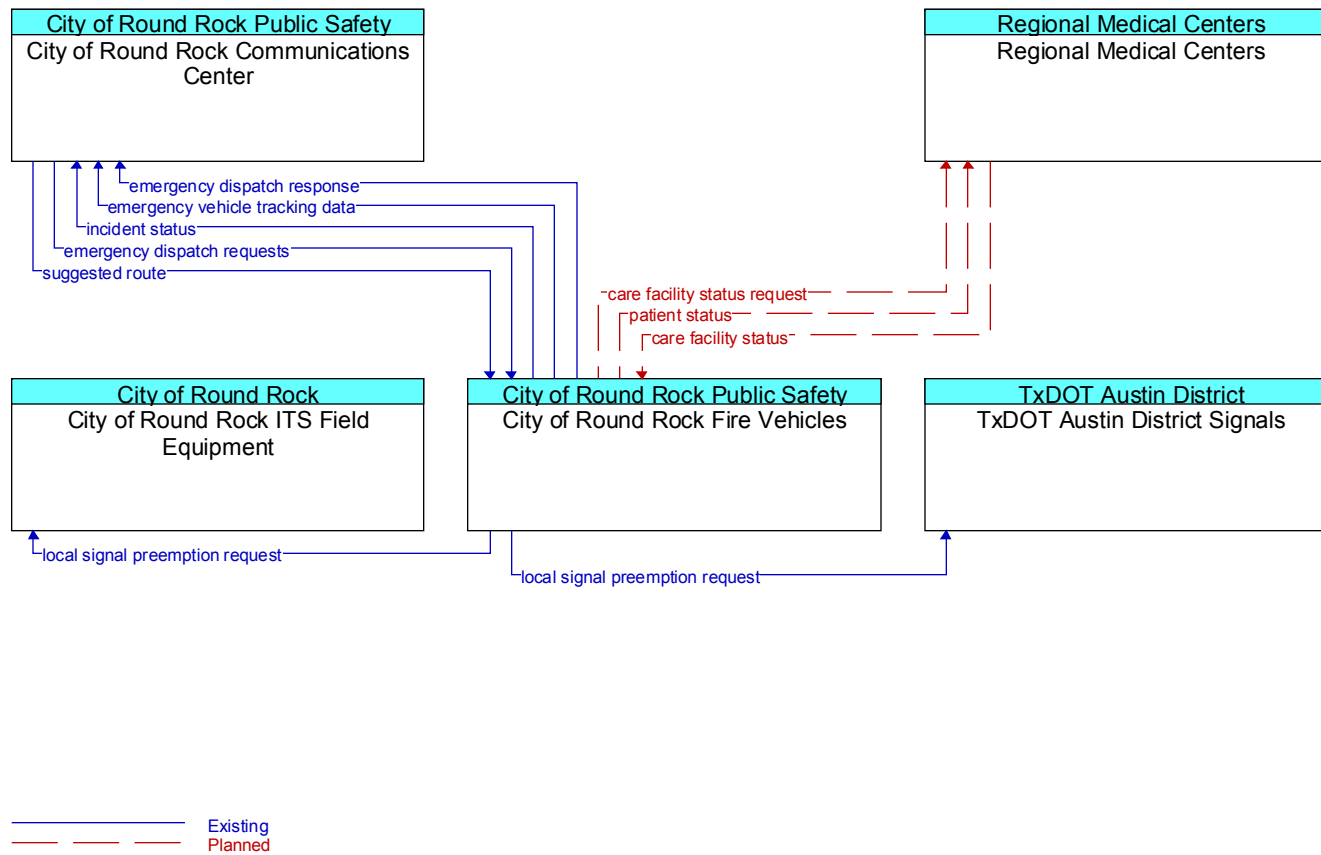 City of Round Rock Public Safety
City of Round Rock Communications
Center
Regional Medical Centers
Regional Medical Centers
emergency dispatch response
emergency vehicle tracking data
incident status
emergency dispatch requests
suggested route
care facility status request
patient status
care facility status
City of Round Rock
City of Round Rock ITS Field
Equipment
City of Round Rock Public Safety
City of Round Rock Fire Vehicles
TxDOT Austin District
TxDOT Austin District Signals
local signal preemption request
local signal preemption request
Existing
Planned